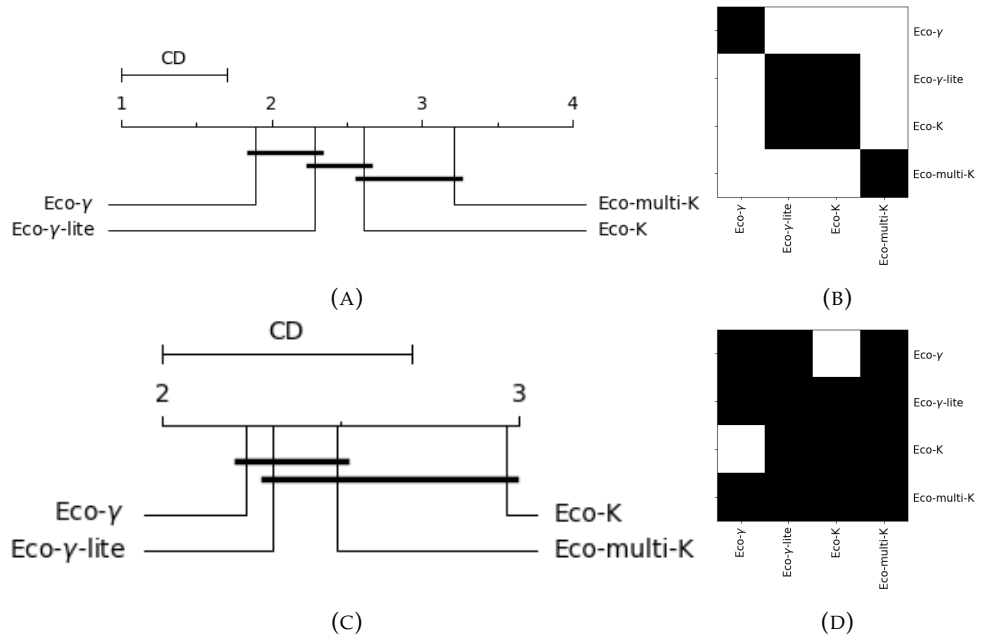 CD
1 2 3 4
Eco-γ Eco-multi-K
Eco-γ-lite Eco-K
(A)
Eco-γ
Eco-γ-lite
Eco-K
Eco-multi-K
Eco-γ Eco-γ-lite Eco-K Eco-multi-K
(B)
CD
2 3
Eco-γ Eco-K
Eco-γ-lite Eco-multi-K
(C)
Eco-γ
Eco-γ-lite
Eco-K
Eco-multi-K
Eco-γ Eco-γ-lite Eco-K Eco-multi-K
(D)